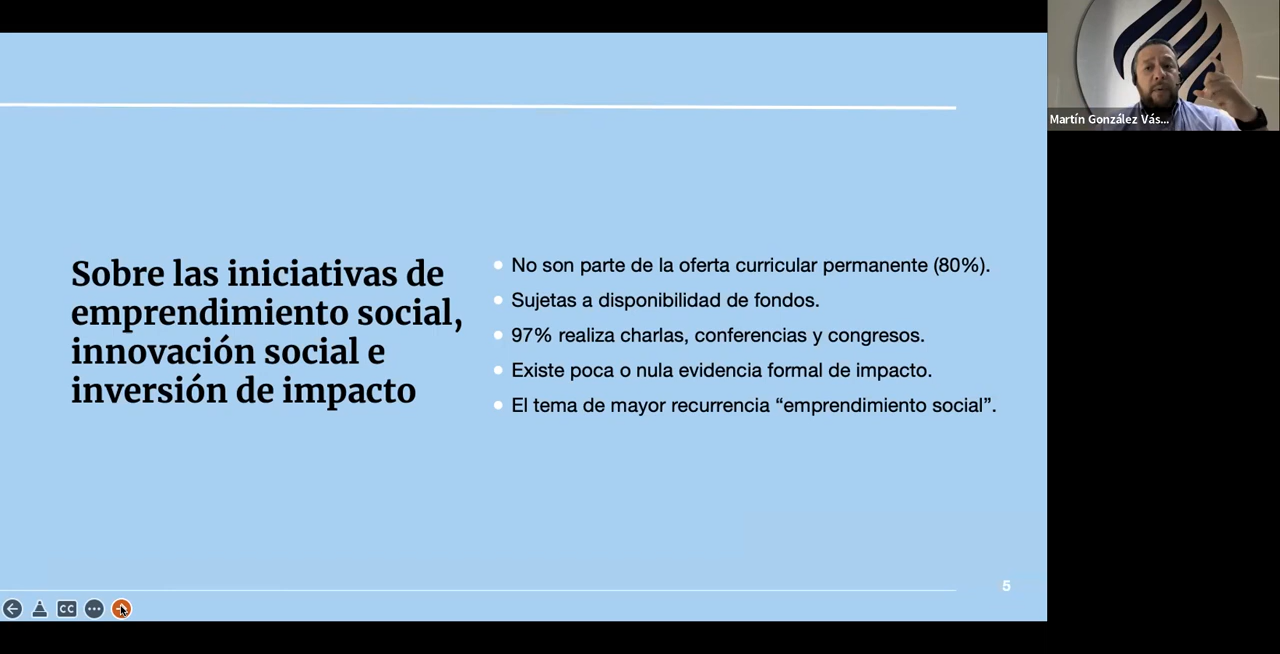 Sobre las iniciativas de
emprendimiento social,
innovación social e
inversión de impacto
No son parte de la oferta curricular permanente (80%).
Sujetas a disponibilidad de fondos.
97% realiza charlas, conferencias y congresos.
Existe poca o nula evidencia formal de impacto.
El tema de mayor recurrencia “emprendimiento social”.
5
CC
Martín González Vás...